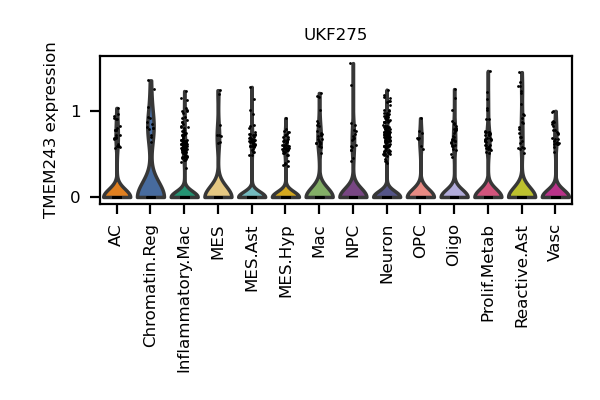 UKF275
TMEM243 expression
1
0
AC
Chromatin.Reg
Inflammatory.Mac
MES
MES.Ast
MES.Hyp
Mac
NPC
Neuron
OPC
Oligo
Prolif.Metab
Reactive.Ast
Vasc